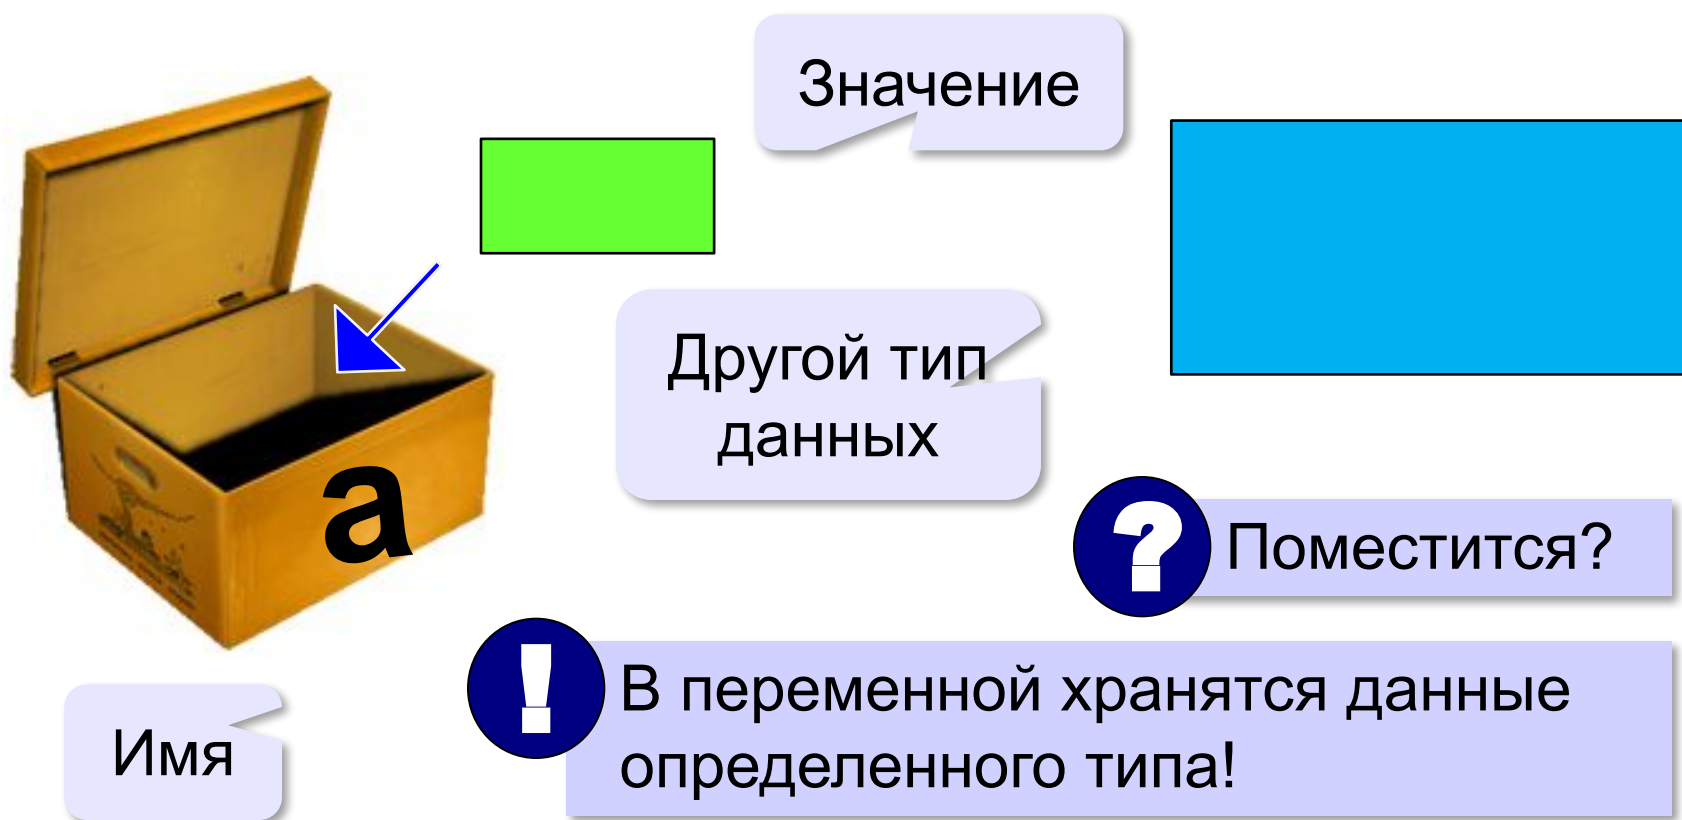 Значение
Другой тип
данных
a
?
Поместится?
!
В переменной хранятся данные
определенного типа!
Имя